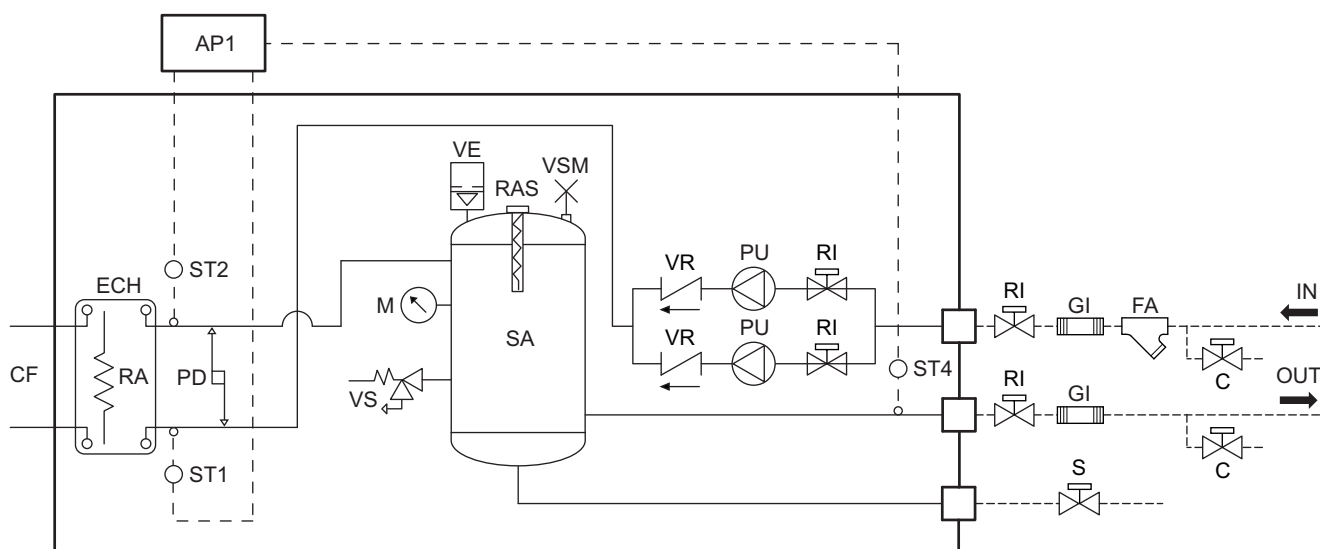 AP1
VE
VSM
RAS
ST2
ECH
M
VR
PU
RI
RI
GI
FA
IN
CF
RA
PD
SA
VR
PU
RI
ST4
C
VS
RI
GI
OUT
ST1
C
S